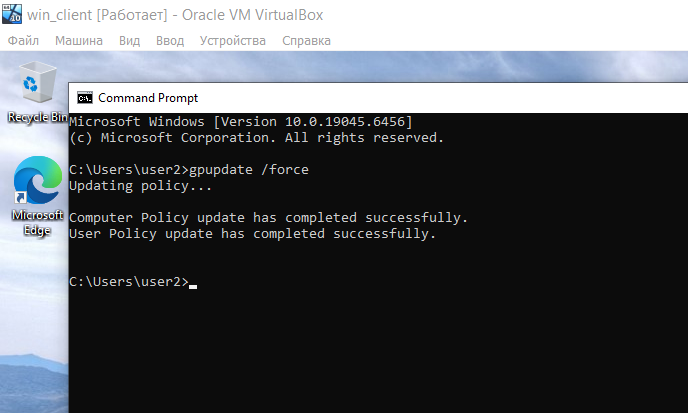 win_client [Работает] - Oracle VM VirtualBox
Файл Машина Вид Ввод Устройства Справка
Recycle Bin
Microsoft Edge
Command Prompt
Microsoft Windows [Version 10.0.19045.6456]
(c) Microsoft Corporation. All rights reserved.
C:\Users\user2>gpupdate /force
Updating policy...
Computer Policy update has completed successfully.
User Policy update has completed successfully.
C:\Users\user2>